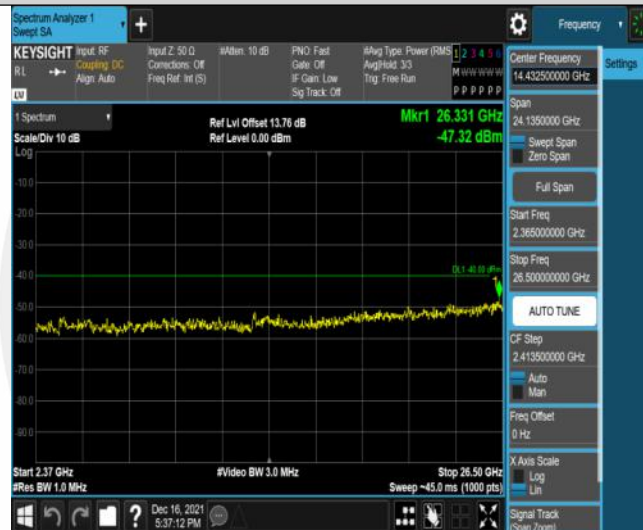 Spectrum Analyzer 1
Swept SA
+
Frequency
KEYSIGHT
Input: RF
Coupling: DC
Align: Auto
RL
LXI
Input Z: 50 Ω
Corrections: Off
Freq Ref: Int (S)
#Atten: 10 dB
PNO: Fast
Gate: Off
IF Gain: Low
Sig Track: Off
#Avg Type: Power (RMS
Avg|Hold: 3/3
Trig: Free Run
1 2 3 4 5 6
M W W W W W
P P P P P P
1 Spectrum
Scale/Div 10 dB
Log
Ref Lvl Offset 13.76 dB
Ref Level 0.00 dBm
Mkr1 26.331 GHz
-47.32 dBm
-10.0
-20.0
-30.0
-40.0
-50.0
-60.0
-70.0
-80.0
-90.0
DL1 -40.00 dBm
Start 2.37 GHz
#Res BW 1.0 MHz
#Video BW 3.0 MHz
Stop 26.50 GHz
Sweep ~45.0 ms (1000 pts)
Dec 16, 2021
5:37:12 PM
Center Frequency
14.432500000 GHz
Settings
Span
24.1350000 GHz
Swept Span
Zero Span
Full Span
Start Freq
2.365000000 GHz
Stop Freq
26.500000000 GHz
AUTO TUNE
CF Step
2.413500000 GHz
Auto
Man
Freq Offset
0 Hz
X Axis Scale
Log
Lin
Signal Track
(Span Zoom)